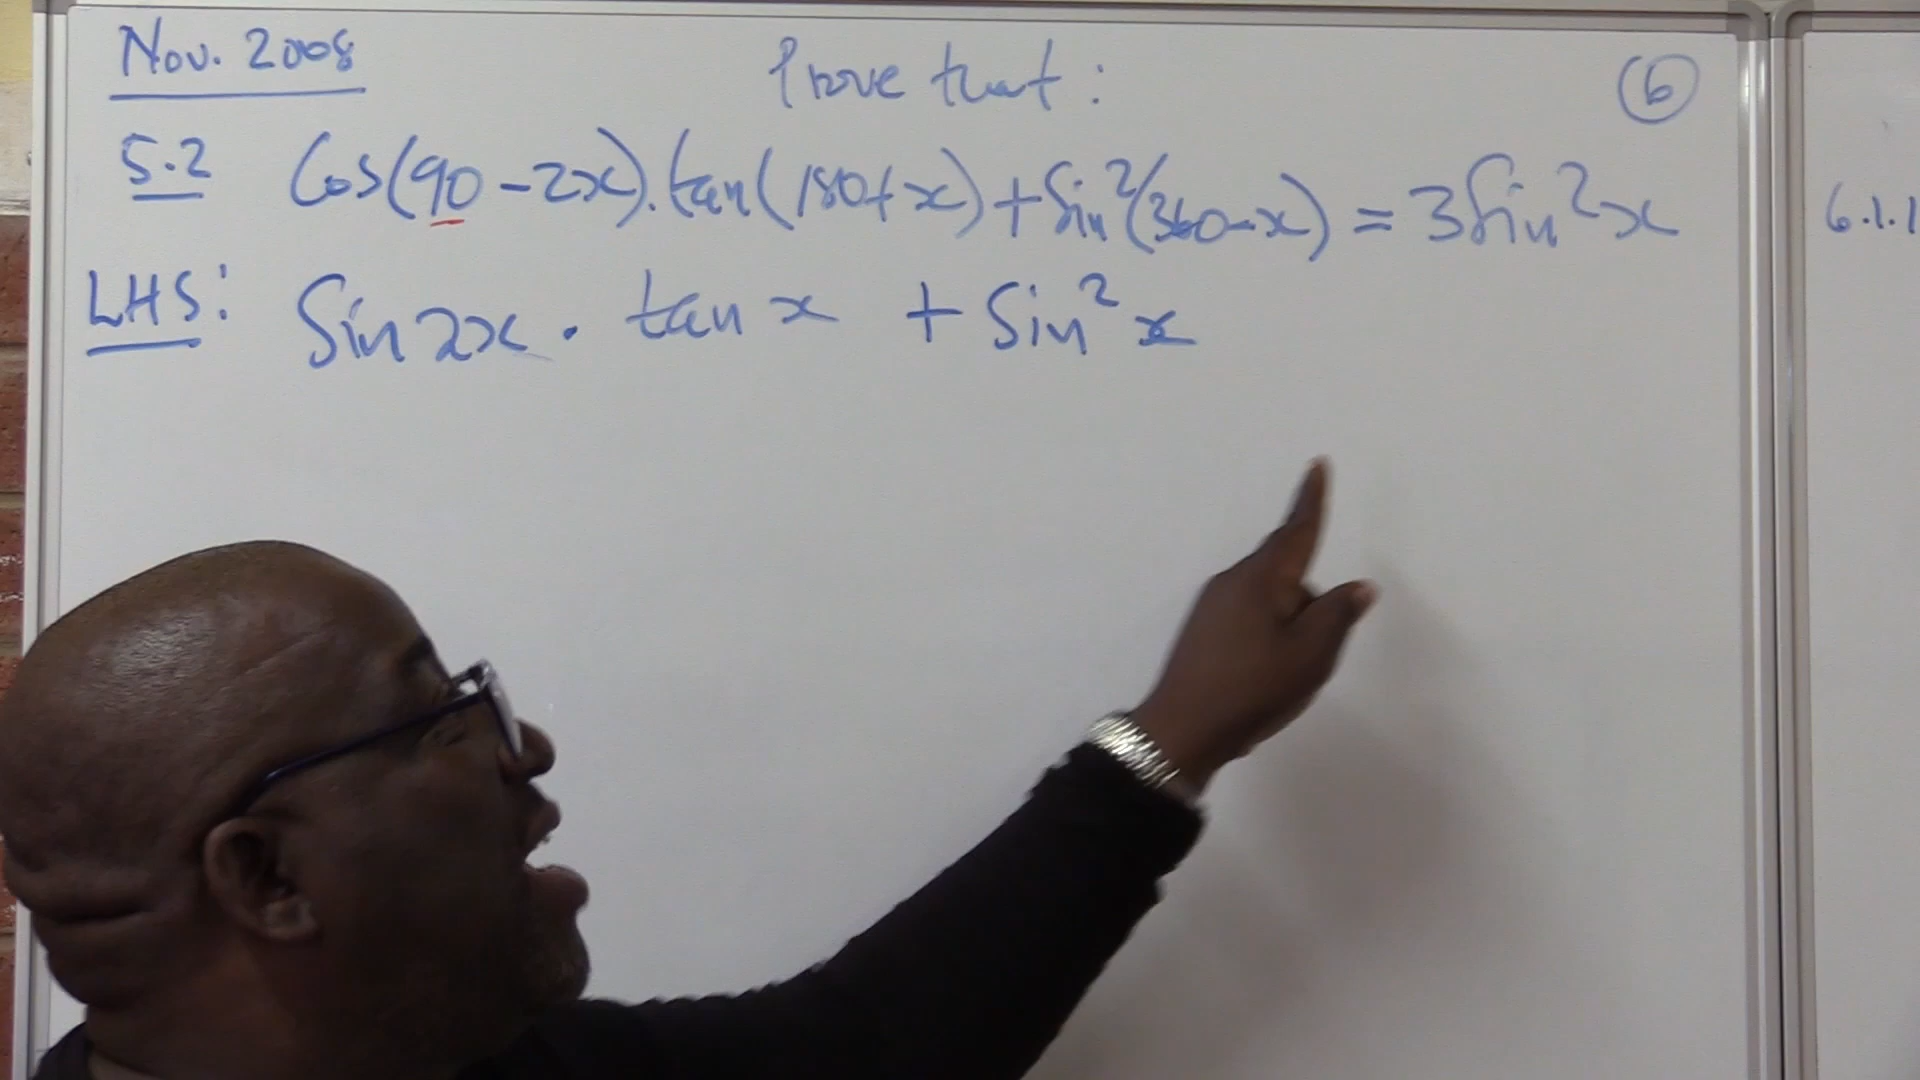 Nov. 2008
Prove that :
6
5.2 Cos(90 - 2x).tan(180+x)+Sin²(360-x) = 3Sin²x
6.1.1
LHS: Sin2x . tan x + Sin² x